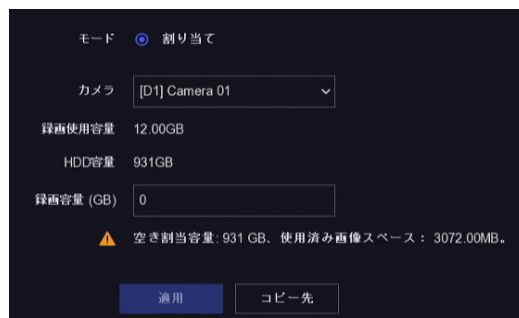 モード 割り当て
カメラ [D1] Camera 01
録画使用容量 12.00GB
HDD容量 931GB
録画容量 (GB) 0
空き割当容量: 931 GB、使用済み画像スペース： 3072.00MB。
適用 コピー先